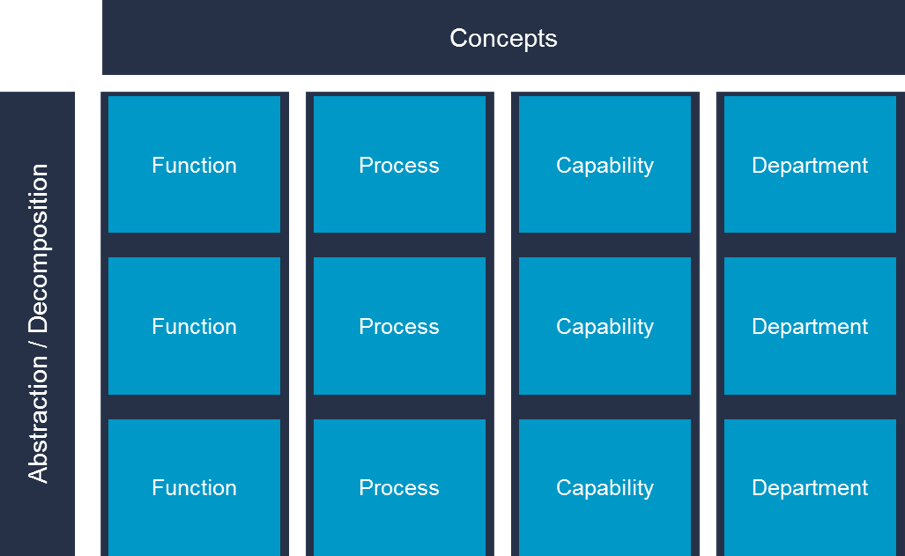 Concepts
Abstraction / Decomposition
Function
Process
Capability
Department
Function
Process
Capability
Department
Function
Process
Capability
Department